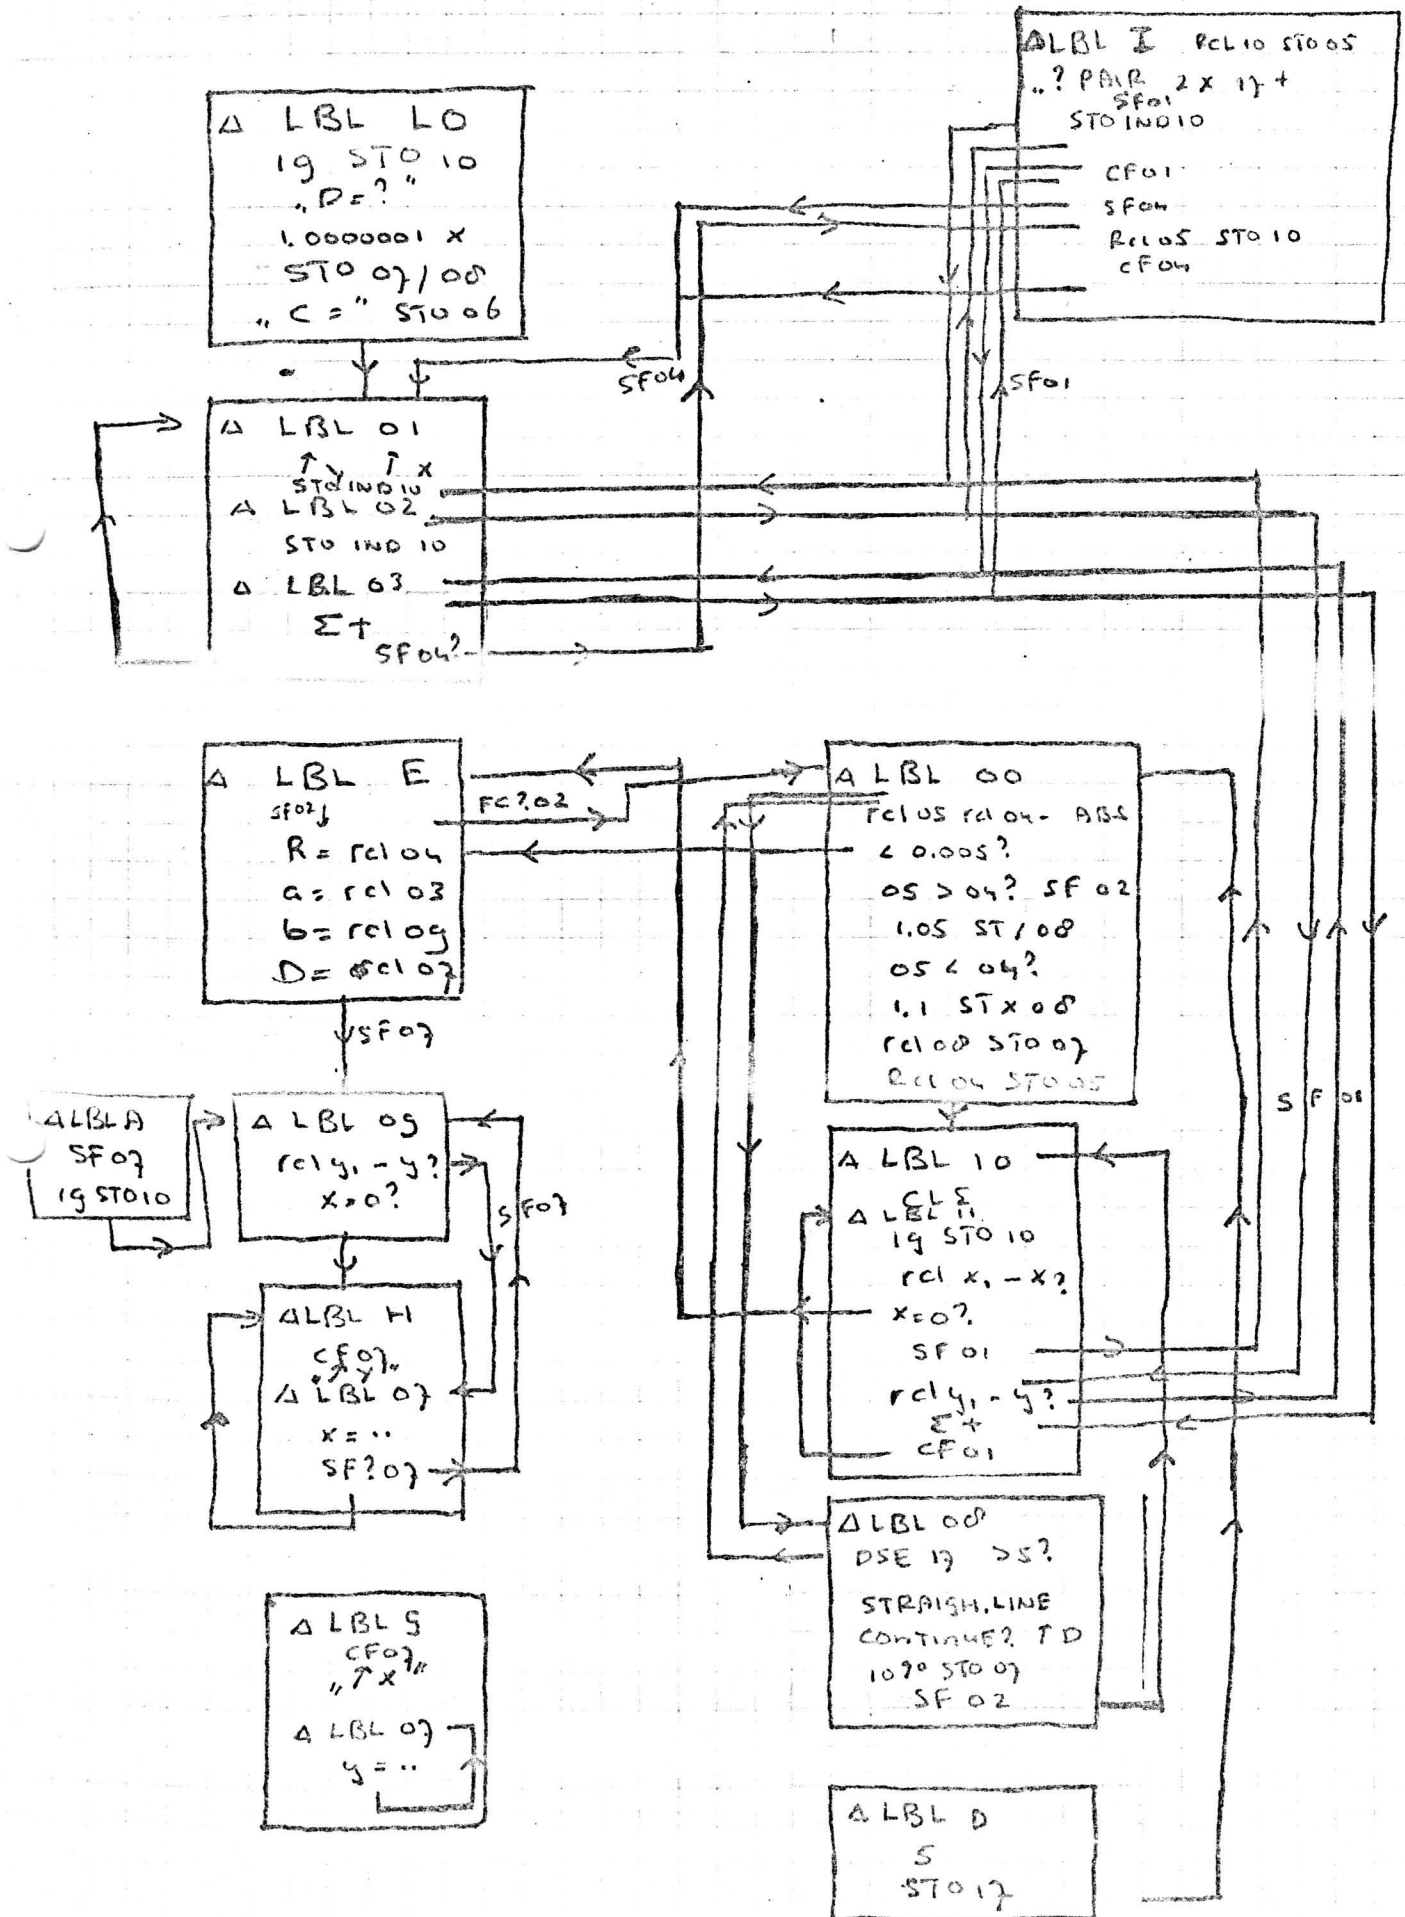 Δ LBL LO
19 STO 10
„D=?"
1.0000001 x
STO 07/08
„C=" STO 06
ΔLBL I RCL 10 STO 05
„? PAIR 2 x 17 +
SF01
STO IND 10
CF01
SF04
Rcl 05 STO 10
CF04
SF04
SF01
Δ LBL 01
↑y ↑x
STO IND 10
Δ LBL 02
STO IND 10
Δ LBL 03
Σ+
SF04?
Δ LBL E
SF02↓
R = rcl 04
a = rcl 03
b = rcl 09
D = rcl 07
FC?02
SF07
Δ LBL 00
rcl 05 rcl 04 - ABS
< 0.005?
05 > 04? SF 02
1.05 ST/08
05 < 04?
1.1 STx08
rcl 08 STO 07
Rcl 04 STO 05
SF 01
ΔLBLA
SF07
19 STO10
Δ LBL 09
rcl y, - y?
x=0?
SF07
ΔLBL H
CF07
„↑y"
Δ LBL 07
x = ..
SF?07
Δ LBL 10
CLΣ
Δ LBL 11
19 STO 10
rcl x, - x?
x=0?
SF 01
rcl y, - y?
Σ+
CF01
Δ LBL 08
DSE 17 >5?
STRAIGH.LINE
CONTINUE? ↑D
10 90 STO 07
SF 02
Δ LBL G
CF07
„↑x"
Δ LBL 07
y = ..
Δ LBL D
5
STO 17